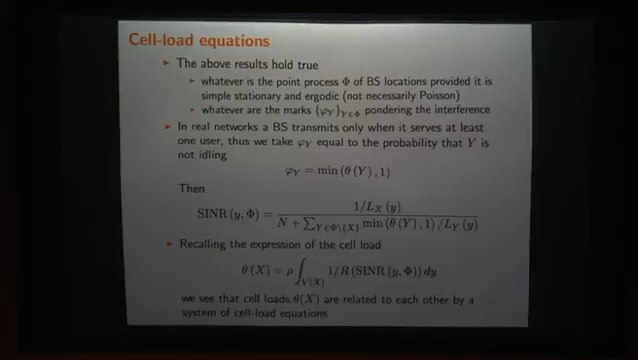 Cell-load equations
▸ The above results hold true
▸ whatever is the point process Φ of BS locations provided it is
simple stationary and ergodic (not necessarily Poisson)
▸ whatever are the marks {φ_Y}_{Y∈Φ} pondering the interference
▸ In real networks a BS transmits only when it serves at least
one user, thus we take φ_Y equal to the probability that Y is
not idling
φ_Y = min (θ (Y) , 1)
Then
SINR (y, Φ) = 1/L_X (y) / N + ∑_{Y∈Φ\{X}} min (θ (Y) , 1) /L_Y (y)
▸ Recalling the expression of the cell load
θ (X) = ρ ∫_{V(X)} 1/R (SINR (y, Φ)) dy
we see that cell loads θ(X) are related to each other by a
system of cell-load equations